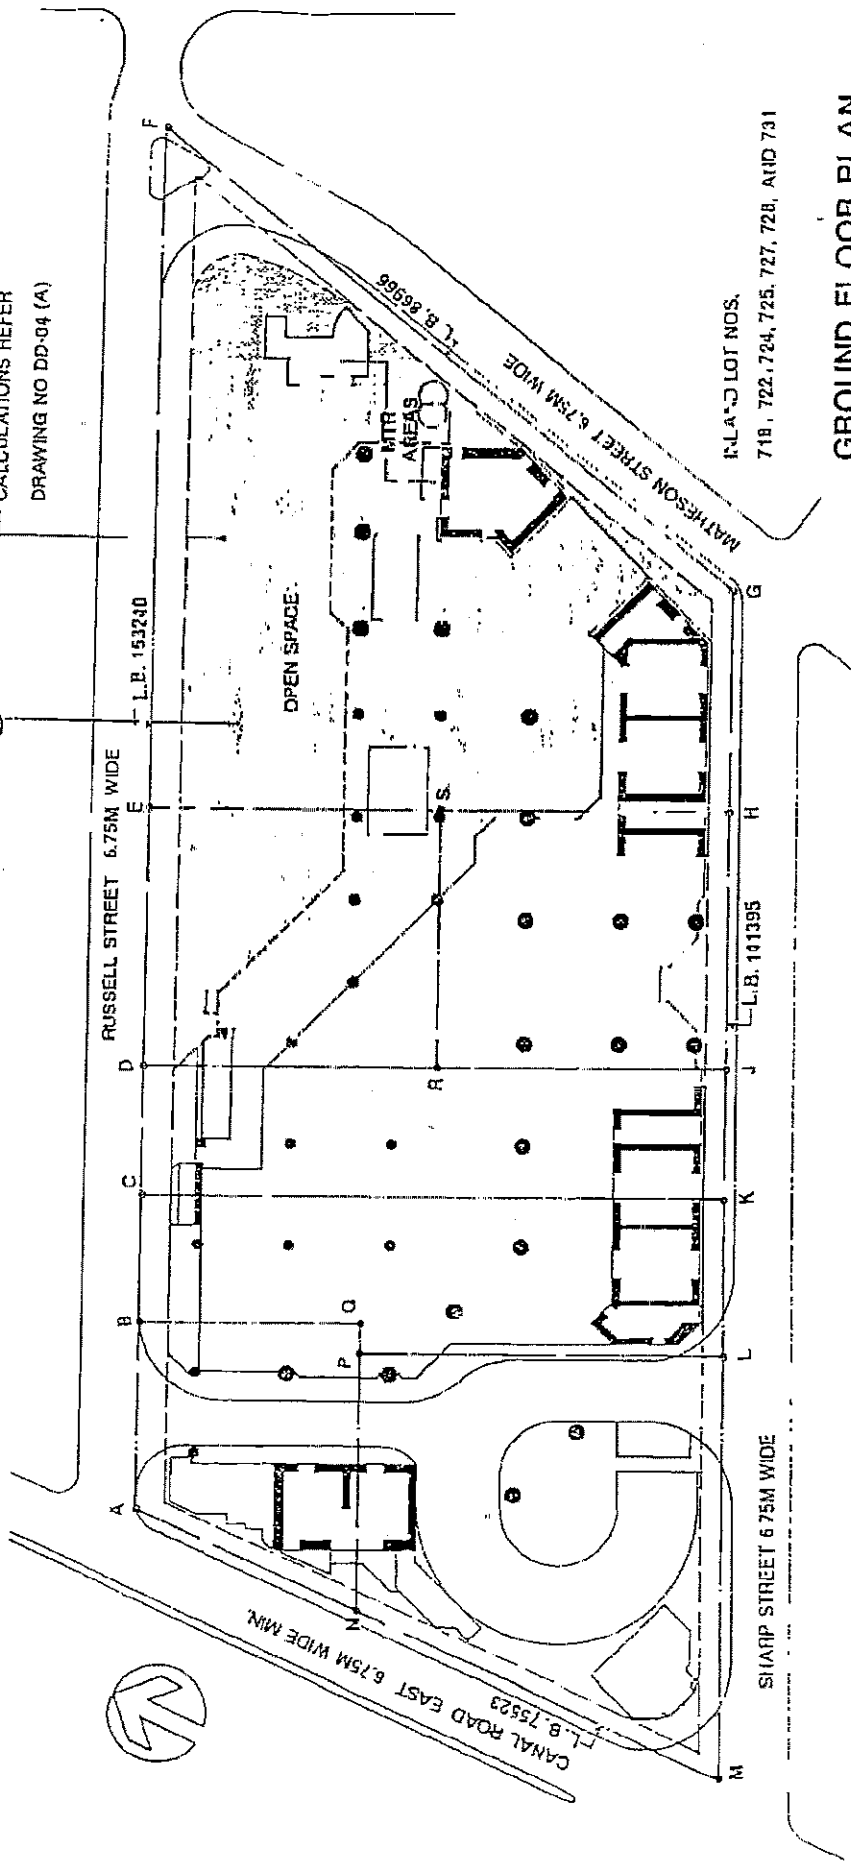 CALCULATIONS REFER
DRAWING NO DD-04 (A)
F
L.B. 153240
RUSSELL STREET 6.75M WIDE
E
D
C
B
A
OPEN SPACE
MTR
AREAS
L.B. 86966
MATHESON STREET 6.75M WIDE
G
S
H
R
J
L.B. 101395
K
Q
P
L
N
CANAL ROAD EAST 6.75M WIDE MIN.
L.B. 75523
M
SHARP STREET 6.75M WIDE
INLAND LOT NOS.
718, 722, 724, 725, 727, 728, AND 731
GROUND FLOOR PLAN